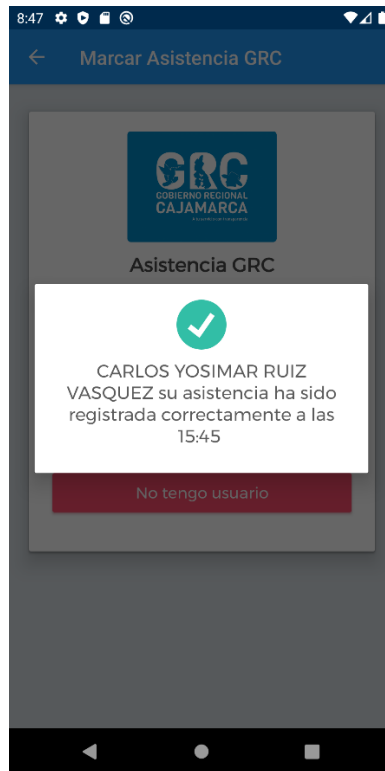 8:47
Marcar Asistencia GRC
GRC
GOBIERNO REGIONAL
CAJAMARCA
Asistencia GRC
CARLOS YOSIMAR RUIZ
VASQUEZ su asistencia ha sido
registrada correctamente a las
15:45
No tengo usuario